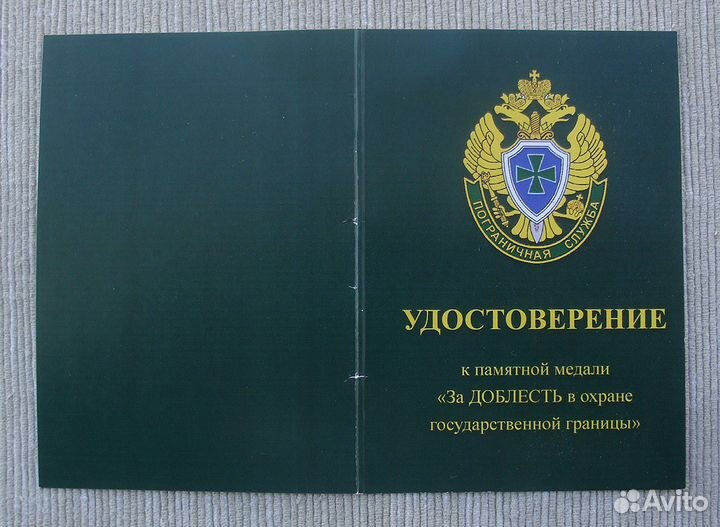 ПОГРАНИЧНАЯ СЛУЖБА
УДОСТОВЕРЕНИЕ
к памятной медали
«За ДОБЛЕСТЬ в охране
государственной границы»
Avito